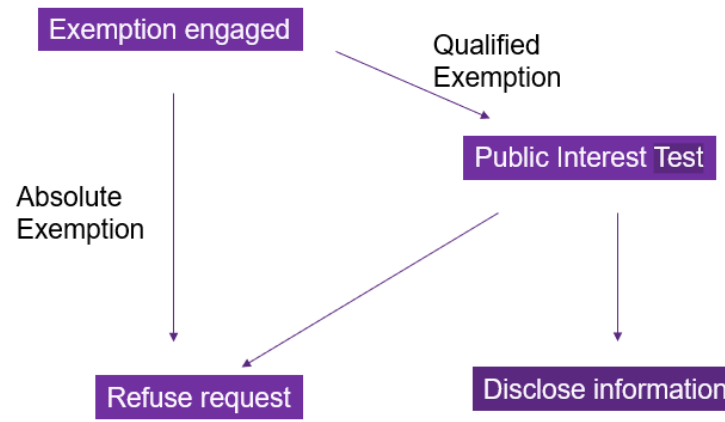 Exemption engaged
Qualified
Exemption
Public Interest Test
Absolute
Exemption
Refuse request
Disclose information